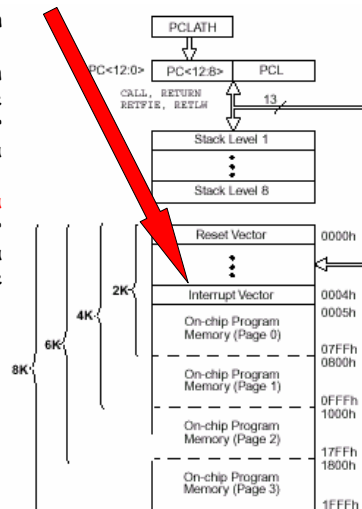 PCLATH
PC<12:0>
PC<12:8>
PCL
CALL, RETURN
RETFIE, RETLW
13
Stack Level 1
Stack Level 8
Reset Vector
0000h
2K
Interrupt Vector
0004h
0005h
4K
On-chip Program
Memory (Page 0)
6K
07FFh
0800h
8K
On-chip Program
Memory (Page 1)
0FFFh
1000h
On-chip Program
Memory (Page 2)
17FFh
1800h
On-chip Program
Memory (Page 3)
1FFFh